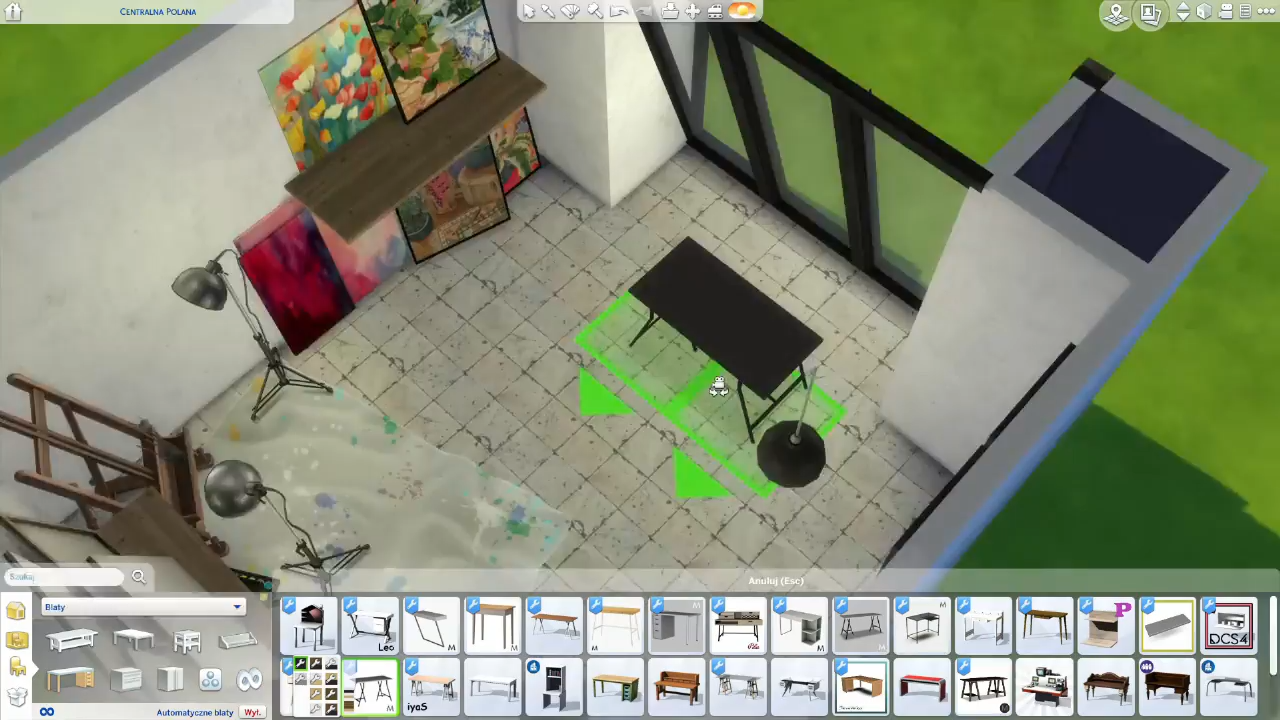 Centralna Polana
Anuluj (Esc)
Szukaj
Blaty
Leo
M
M
M
M
M
M
P
DCS4
M
iyaS
M
Automatyczne blaty
Wył.